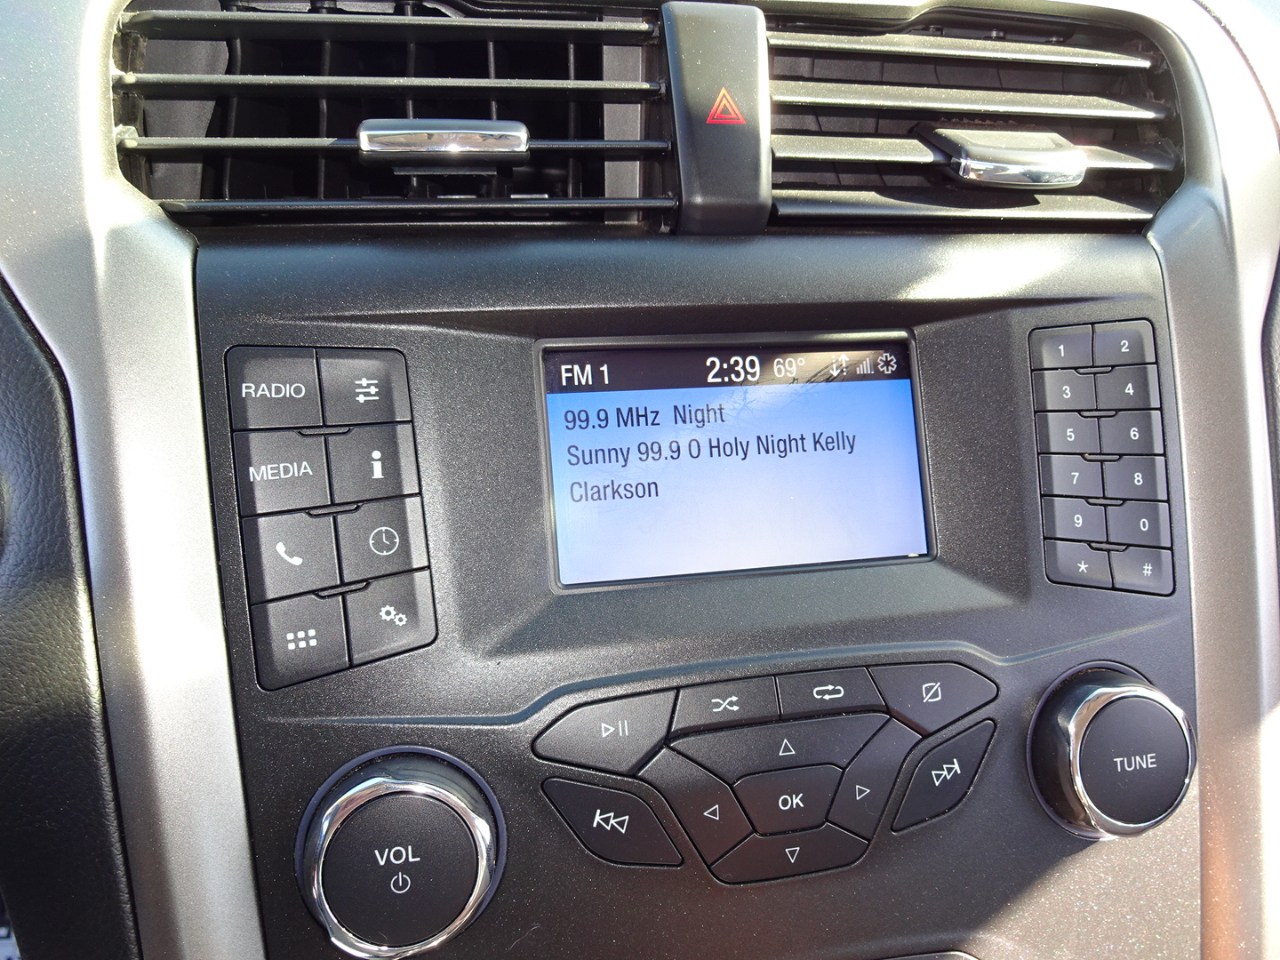 FM 1 2:39 69°
99.9 MHz Night
Sunny 99.9 O Holy Night Kelly
Clarkson
RADIO
MEDIA
i
1 2
3 4
5 6
7 8
9 0
* #
OK
VOL
TUNE